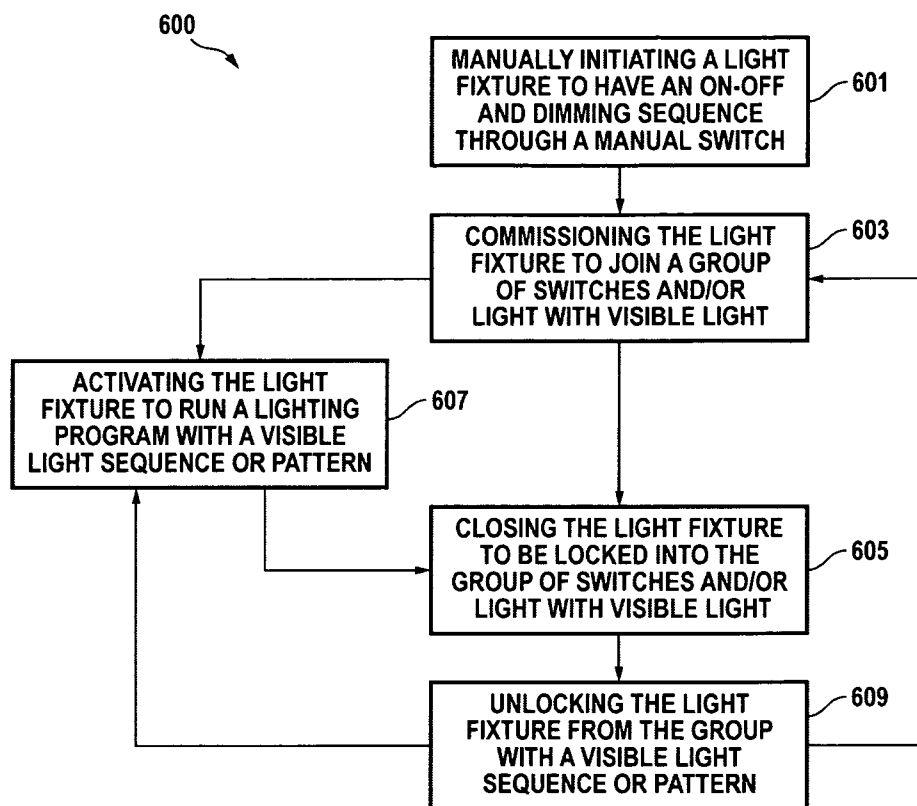 600
MANUALLY INITIATING A LIGHT
FIXTURE TO HAVE AN ON-OFF
AND DIMMING SEQUENCE
THROUGH A MANUAL SWITCH
601
COMMISSIONING THE LIGHT
FIXTURE TO JOIN A GROUP
OF SWITCHES AND/OR
LIGHT WITH VISIBLE LIGHT
603
ACTIVATING THE LIGHT
FIXTURE TO RUN A LIGHTING
PROGRAM WITH A VISIBLE
LIGHT SEQUENCE OR PATTERN
607
CLOSING THE LIGHT FIXTURE
TO BE LOCKED INTO THE
GROUP OF SWITCHES AND/OR
LIGHT WITH VISIBLE LIGHT
605
UNLOCKING THE LIGHT
FIXTURE FROM THE GROUP
WITH A VISIBLE LIGHT
SEQUENCE OR PATTERN
609